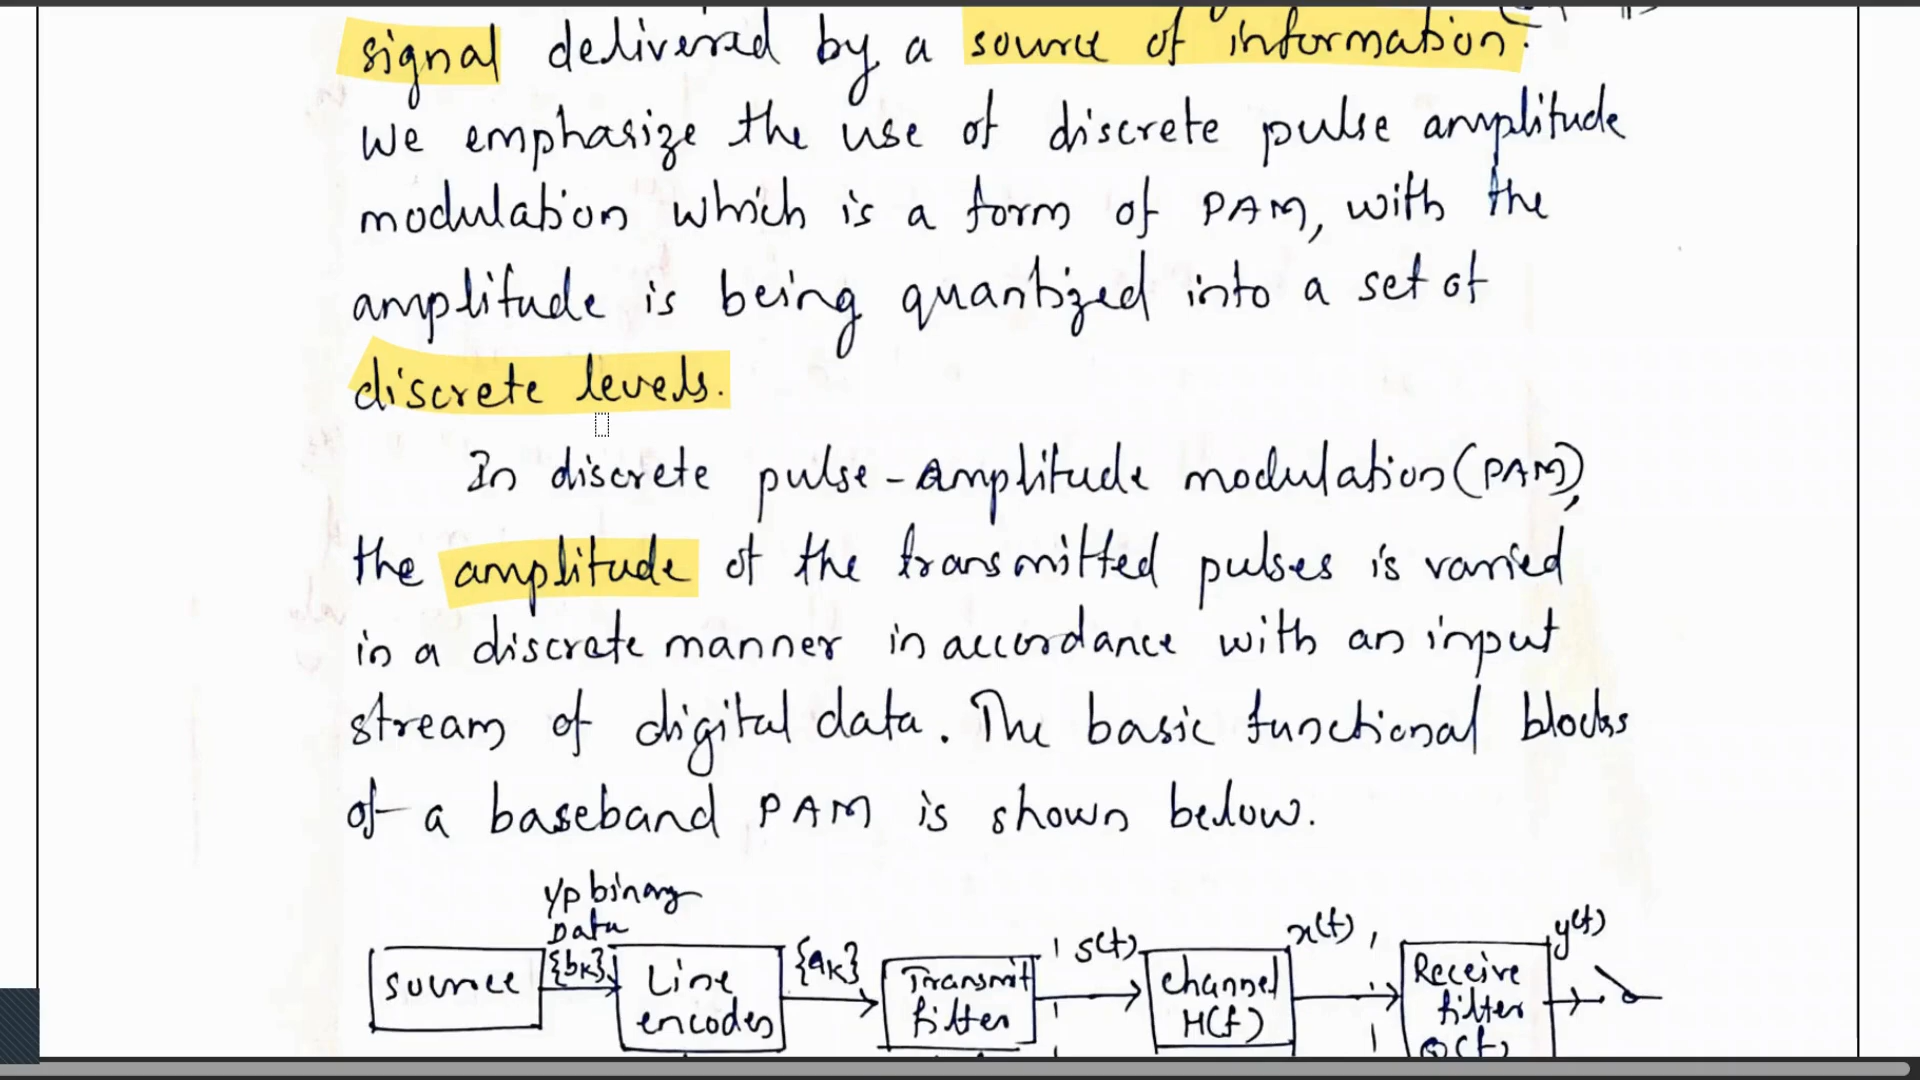 signal delivered by a source of information.
We emphasize the use of discrete pulse amplitude
modulation which is a form of PAM, with the
amplitude is being quantized into a set of
discrete levels.
In discrete pulse-amplitude modulation (PAM),
the amplitude of the transmitted pulses is varied
in a discrete manner in accordance with an input
stream of digital data. The basic functional blocks
of a baseband PAM is shown below.
binary
Data
{bk}
{ak}
s(t)
x(t)
y(t)
source
Line
encoder
Transmit
filter
channel
H(f)
Receive
filter